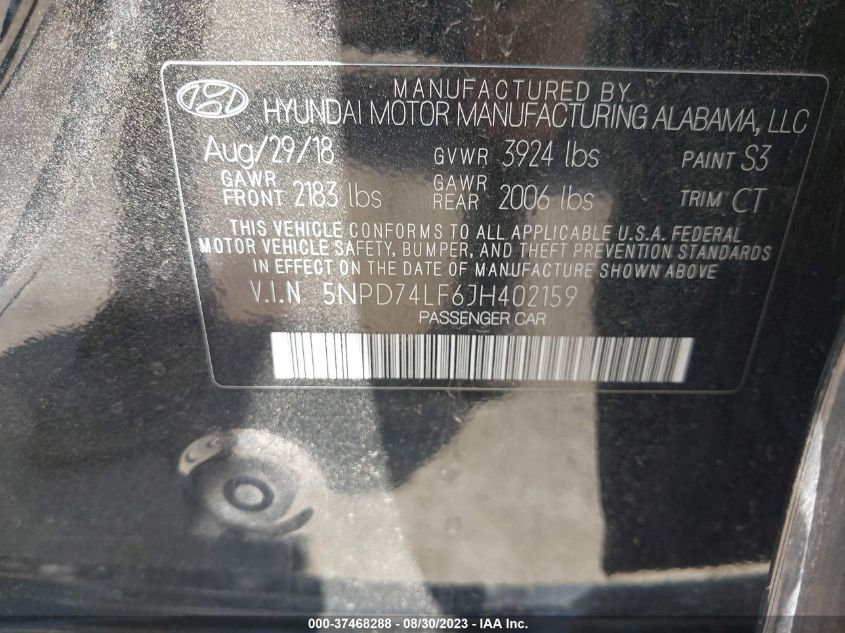 MANUFACTURED BY
HYUNDAI MOTOR MANUFACTURING ALABAMA, LLC
Aug/29/18 GVWR 3924 lbs PAINT S3
GAWR FRONT 2183 lbs GAWR REAR 2006 lbs TRIM CT
THIS VEHICLE CONFORMS TO ALL APPLICABLE U.S.A. FEDERAL
MOTOR VEHICLE SAFETY, BUMPER, AND THEFT PREVENTION STANDARDS
IN EFFECT ON THE DATE OF MANUFACTURE SHOWN ABOVE
V.I.N 5NPD74LF6JH402159
PASSENGER CAR
000-37468288 - 08/30/2023 - IAA, Inc.